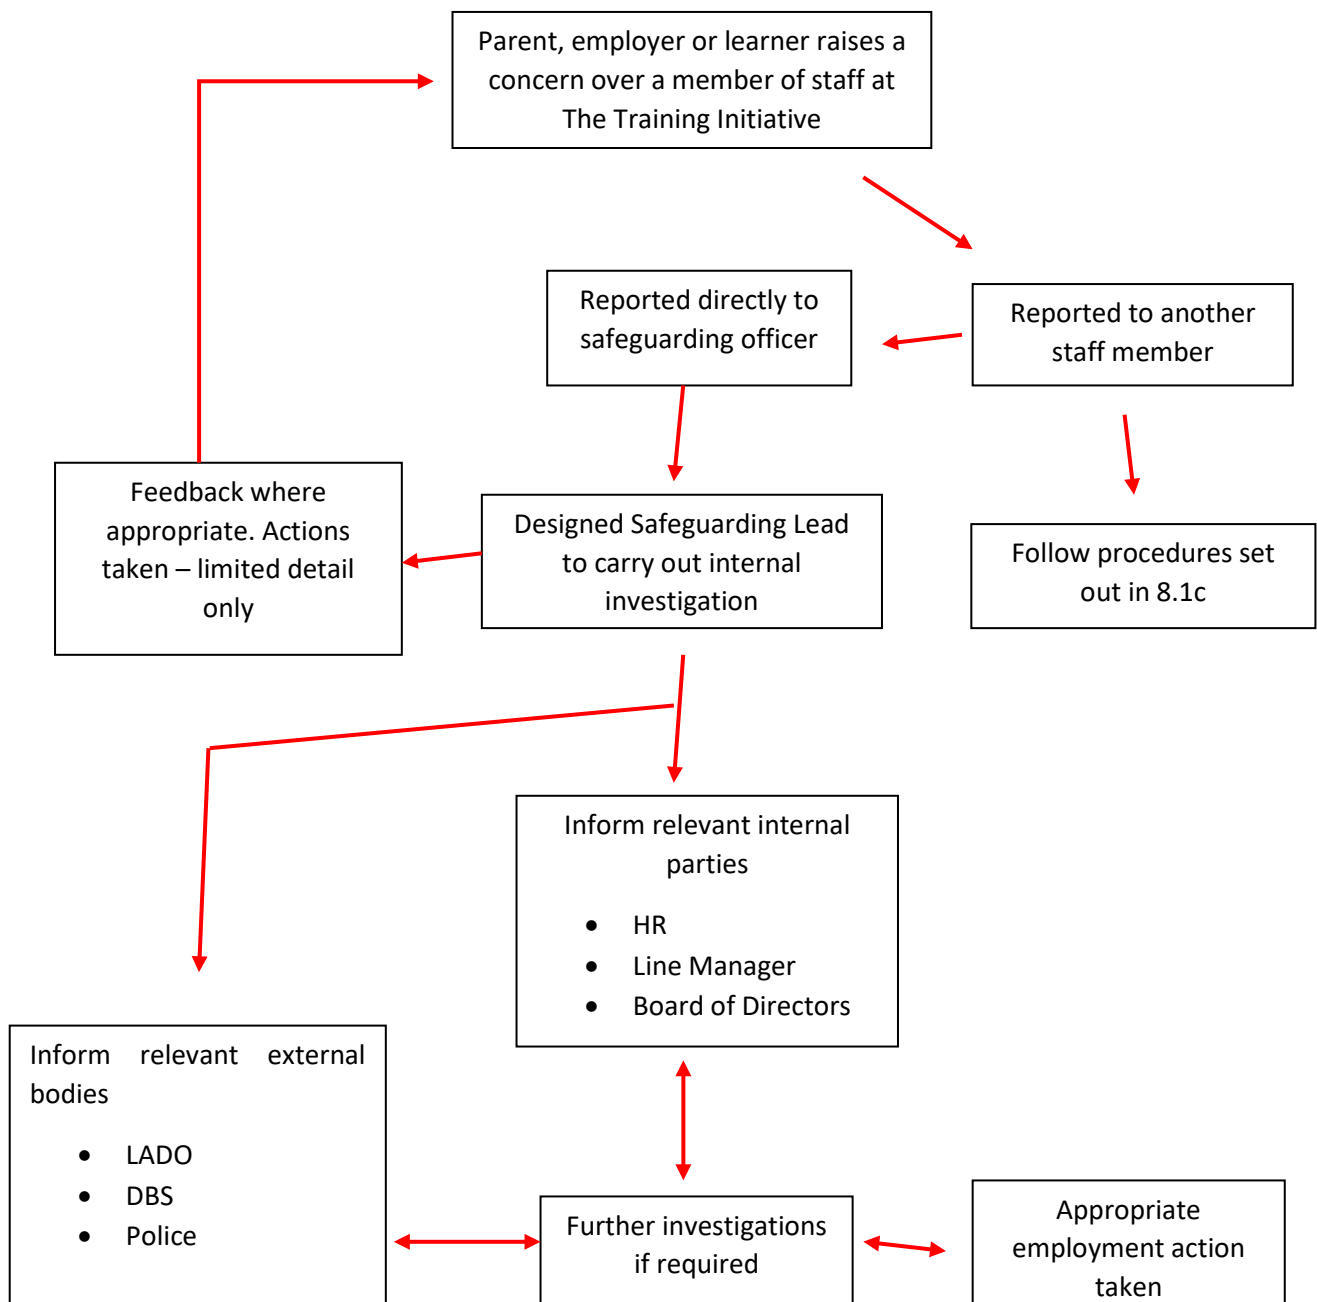 Parent, employer or learner raises a
concern over a member of staff at
The Training Initiative
Reported directly to
safeguarding officer
Reported to another
staff member
Feedback where
appropriate. Actions
taken – limited detail
only
Designed Safeguarding Lead
to carry out internal
investigation
Follow procedures set
out in 8.1c
Inform relevant internal
parties
• HR
• Line Manager
• Board of Directors
Inform relevant external
bodies
• LADO
• DBS
• Police
Further investigations
if required
Appropriate
employment action
taken